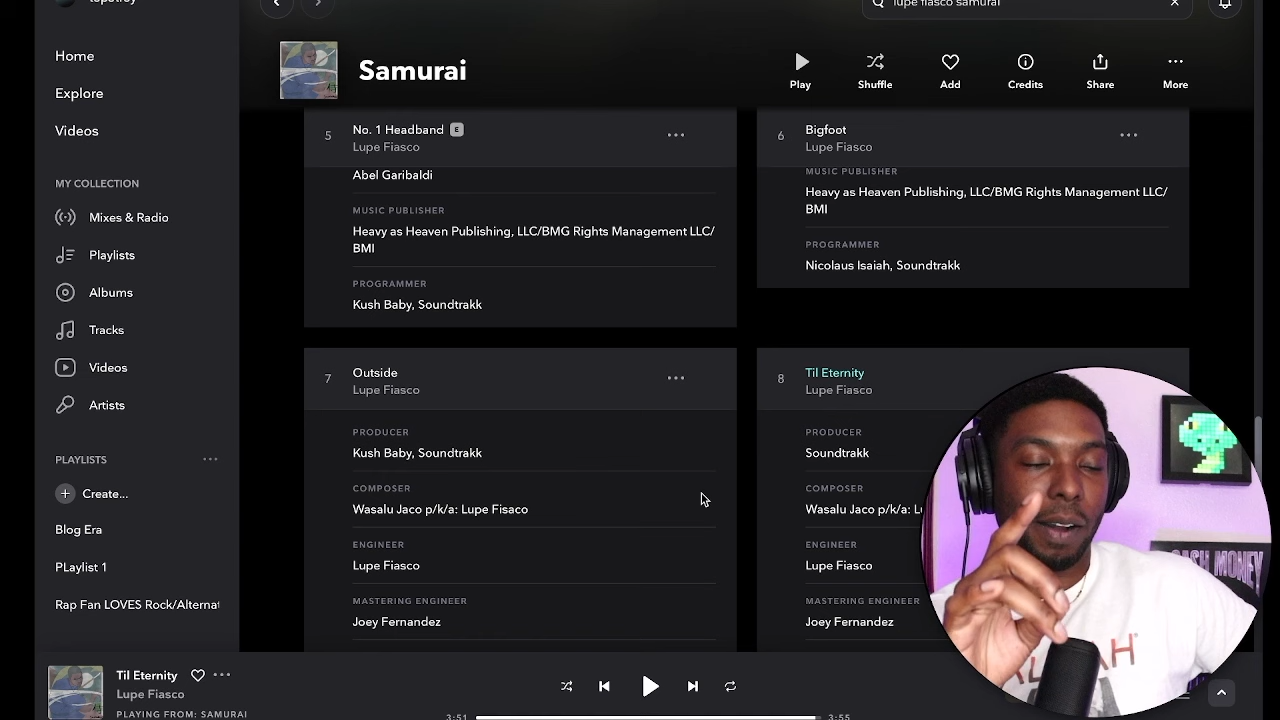 lupe fiasco samurai
Home
Explore
Videos
MY COLLECTION
Mixes & Radio
Playlists
Albums
Tracks
Videos
Artists
PLAYLISTS
Create...
Blog Era
Playlist 1
Rap Fan LOVES Rock/Alternat
Samurai
Play
Shuffle
Add
Credits
Share
More
5 No. 1 Headband E
Lupe Fiasco
Abel Garibaldi
MUSIC PUBLISHER
Heavy as Heaven Publishing, LLC/BMG Rights Management LLC/
BMI
PROGRAMMER
Kush Baby, Soundtrakk
6 Bigfoot
Lupe Fiasco
MUSIC PUBLISHER
Heavy as Heaven Publishing, LLC/BMG Rights Management LLC/
BMI
PROGRAMMER
Nicolaus Isaiah, Soundtrakk
7 Outside
Lupe Fiasco
PRODUCER
Kush Baby, Soundtrakk
COMPOSER
Wasalu Jaco p/k/a: Lupe Fisaco
ENGINEER
Lupe Fiasco
MASTERING ENGINEER
Joey Fernandez
8 Til Eternity
Lupe Fiasco
PRODUCER
Soundtrakk
COMPOSER
Wasalu Jaco p/k/a: Lu
ENGINEER
Lupe Fiasco
MASTERING ENGINEER
Joey Fernandez
CASH MONEY
Til Eternity
Lupe Fiasco
PLAYING FROM: SAMURAI
3:51
3:55